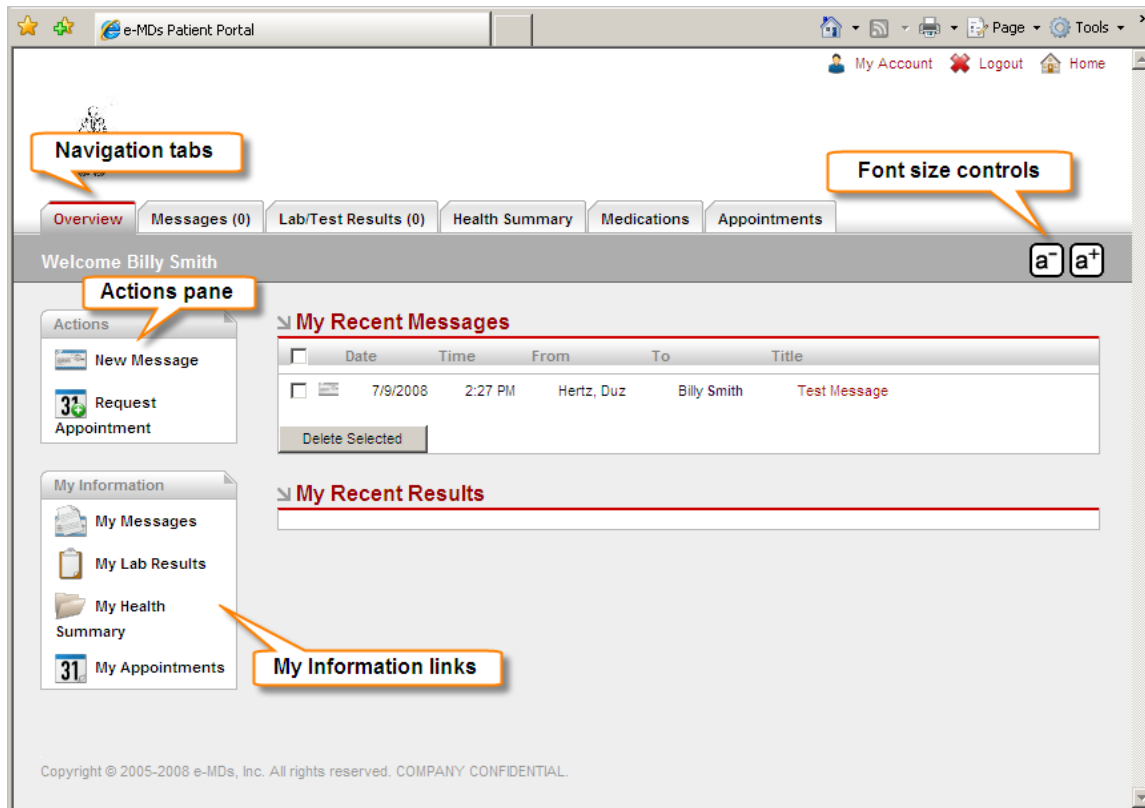 e-MDs Patient Portal
Page
Tools
My Account
Logout
Home
Navigation tabs
Font size controls
Overview
Messages (0)
Lab/Test Results (0)
Health Summary
Medications
Appointments
Welcome Billy Smith
a- a+
Actions pane
Actions
New Message
31 Request
Appointment
My Recent Messages
Date Time From To Title
7/9/2008 2:27 PM Hertz, Duz Billy Smith Test Message
Delete Selected
My Information
My Messages
My Lab Results
My Health
Summary
31 My Appointments
My Recent Results
My Information links
Copyright © 2005-2008 e-MDs, Inc. All rights reserved. COMPANY CONFIDENTIAL.